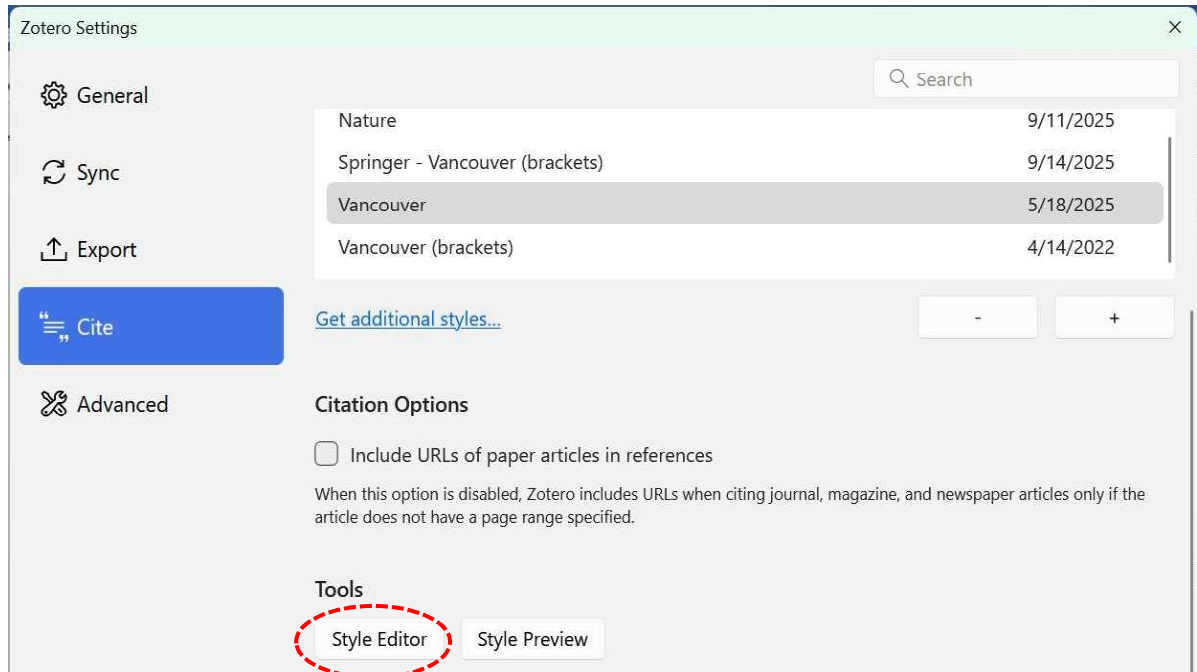 Zotero Settings
Search
General
Sync
Export
Cite
Advanced
Nature 9/11/2025
Springer - Vancouver (brackets) 9/14/2025
Vancouver 5/18/2025
Vancouver (brackets) 4/14/2022
Get additional styles...
- +
Citation Options
Include URLs of paper articles in references
When this option is disabled, Zotero includes URLs when citing journal, magazine, and newspaper articles only if the
article does not have a page range specified.
Tools
Style Editor Style Preview